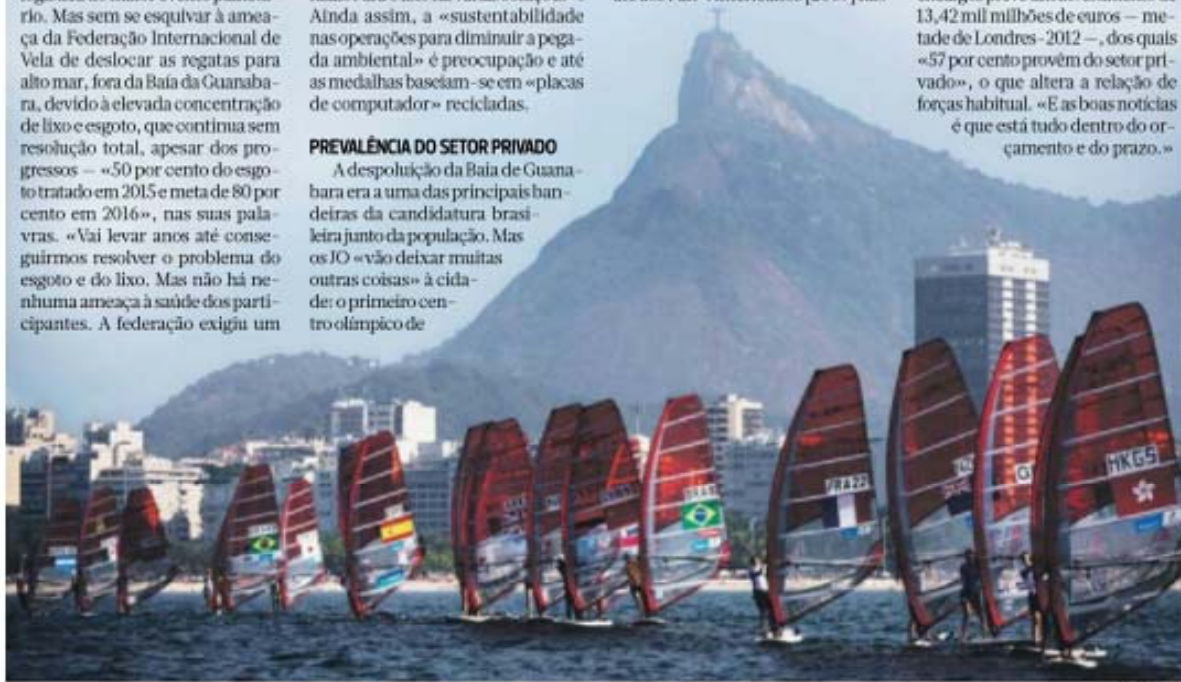 rio. Mas sem se esquivar à amea-
ça da Federação Internacional de
Vela de deslocar as regatas para
alto mar, fora da Baía da Guanaba-
ra, devido à elevada concentração
de lixo e esgoto, que continua sem
resolução total, apesar dos pro-
gressos — «50 por cento do esgo-
to tratado em 2015 e meta de 80 por
cento em 2016», nas suas pala-
vras. «Vai levar anos até conse-
guirmos resolver o problema do
esgoto e do lixo. Mas não há ne-
nhuma ameaça à saúde dos parti-
cipantes. A federação exigiu um
Ainda assim, a «sustentabilidade
nas operações para diminuir a pega-
da ambiental» é preocupação e até
as medalhas baseiam-se em «placas
de computador» recicladas.
PREVALÊNCIA DO SETOR PRIVADO
A despoluição da Baía de Guana-
bara era a uma das principais ban-
deiras da candidatura brasi-
leira junto da população. Mas
os JO «vão deixar muitas
outras coisas» à cida-
de: o primeiro cen-
tro olímpico de
13,42 mil milhões de euros — me-
tade de Londres-2012 —, dos quais
«57 por cento provêm do setor pri-
vado», o que altera a relação de
forças habitual. «E as boas notícias
é que está tudo dentro do or-
çamento e do prazo.»
BRA
FRA 22
HKG 5